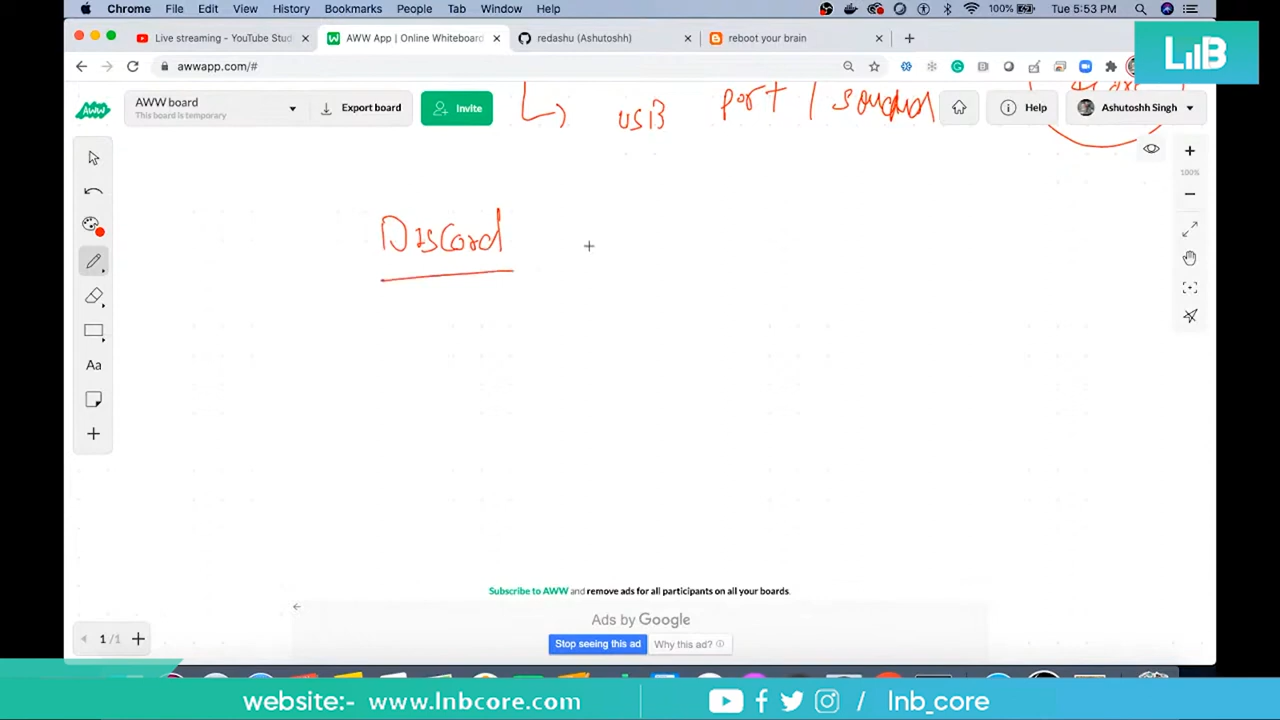 Chrome File Edit View History Bookmarks People Tab Window Help 100% Tue 5:53 PM
Live streaming - YouTube Stud AWW App | Online Whiteboard redashu (Ashutoshh) reboot your brain
LNB
awwapp.com/#
AWW board
This board is temporary
Export board Invite Help Ashutoshh Singh
USB port / sound
100%
Discord
Aa
Subscribe to AWW and remove ads for all participants on all your boards.
Ads by Google
Stop seeing this ad Why this ad?
1 /1
website:- www.lnbcore.com / lnb_core